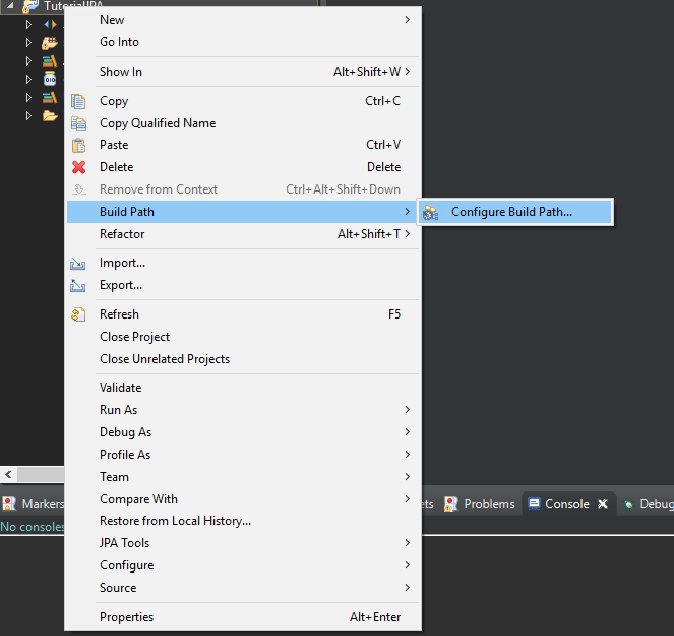 TutorialJPA
New
Go Into
Show In Alt+Shift+W
Copy Ctrl+C
Copy Qualified Name
Paste Ctrl+V
Delete Delete
Remove from Context Ctrl+Alt+Shift+Down
Build Path Configure Build Path...
Refactor Alt+Shift+T
Import...
Export...
Refresh F5
Close Project
Close Unrelated Projects
Validate
Run As
Debug As
Profile As
Team
Compare With
Markers ets Problems Console Debug
Restore from Local History...
No consoles
JPA Tools
Configure
Source
Properties Alt+Enter